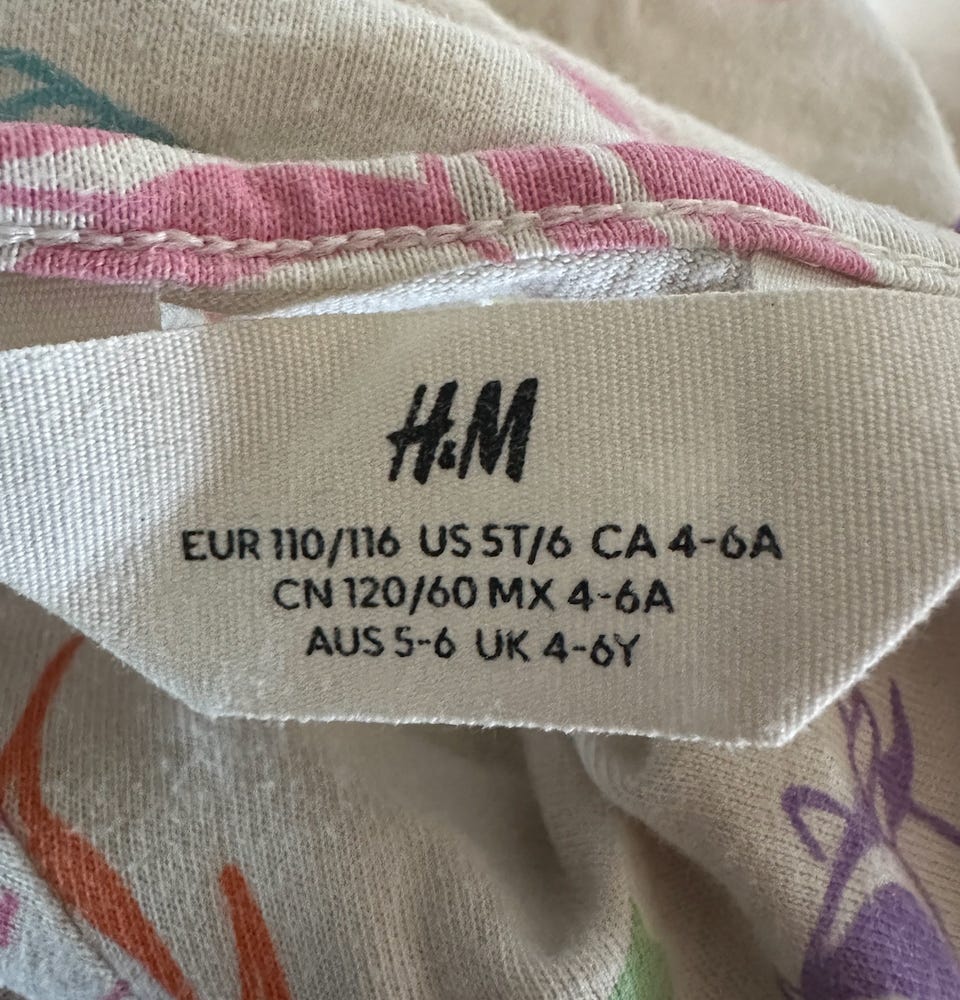 H&M
EUR 110/116 US 5T/6 CA 4-6A
CN 120/60 MX 4-6A
AUS 5-6 UK 4-6Y